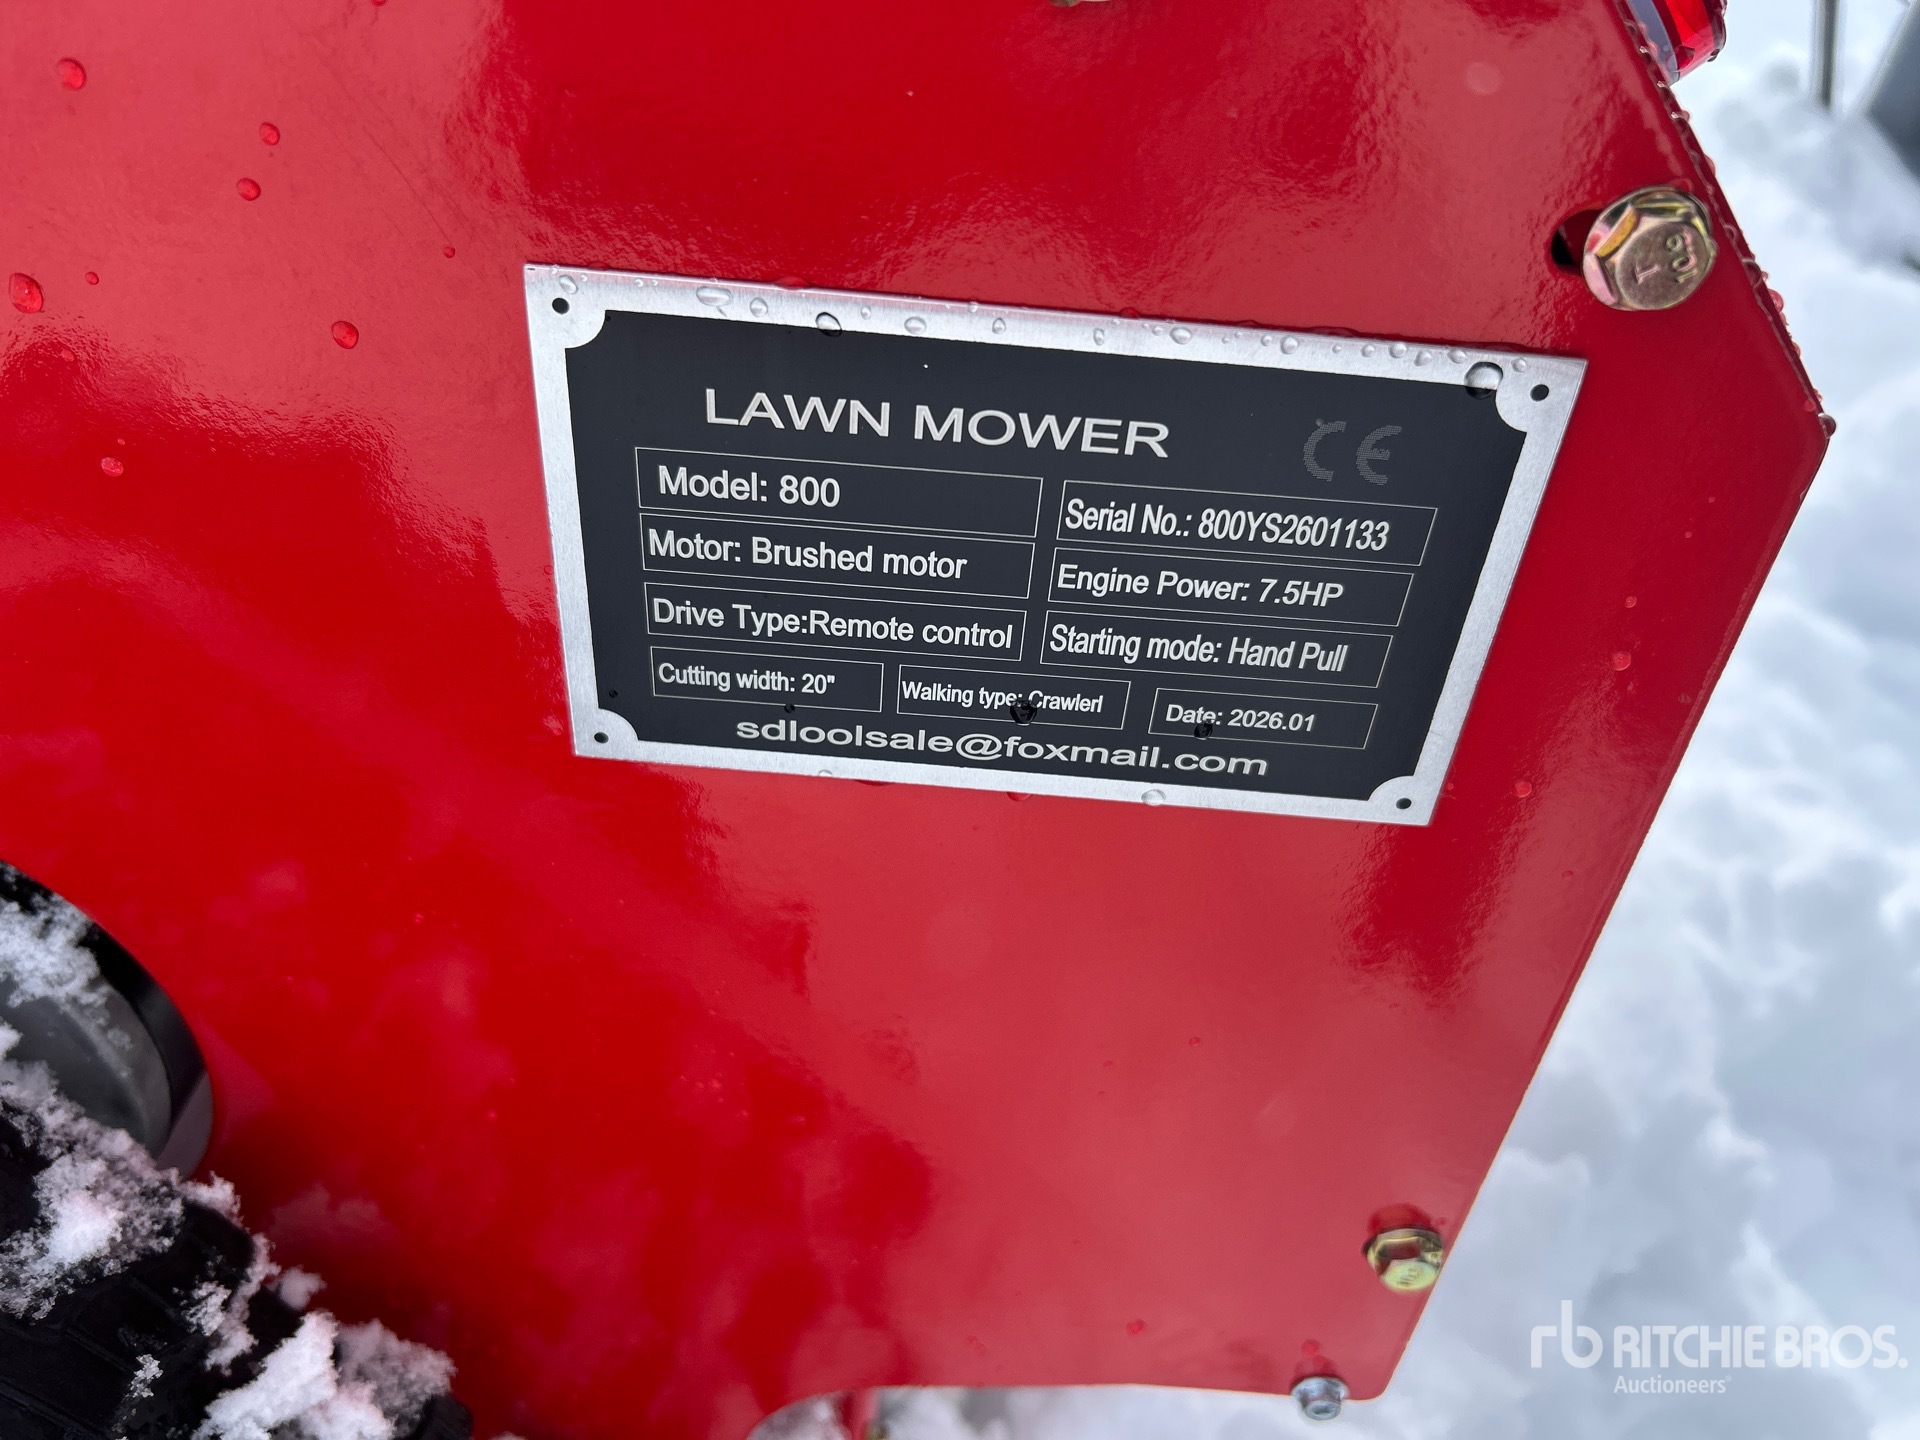 LAWN MOWER
CE
Model: 800
Serial No.: 800YS2601133
Motor: Brushed motor
Engine Power: 7.5HP
Drive Type:Remote control
Starting mode: Hand Pull
Cutting width: 20"
Walking type: Crawlerl
Date: 2026.01
sdloolsale@foxmail.com
rb RITCHIE BROS.
Auctioneers